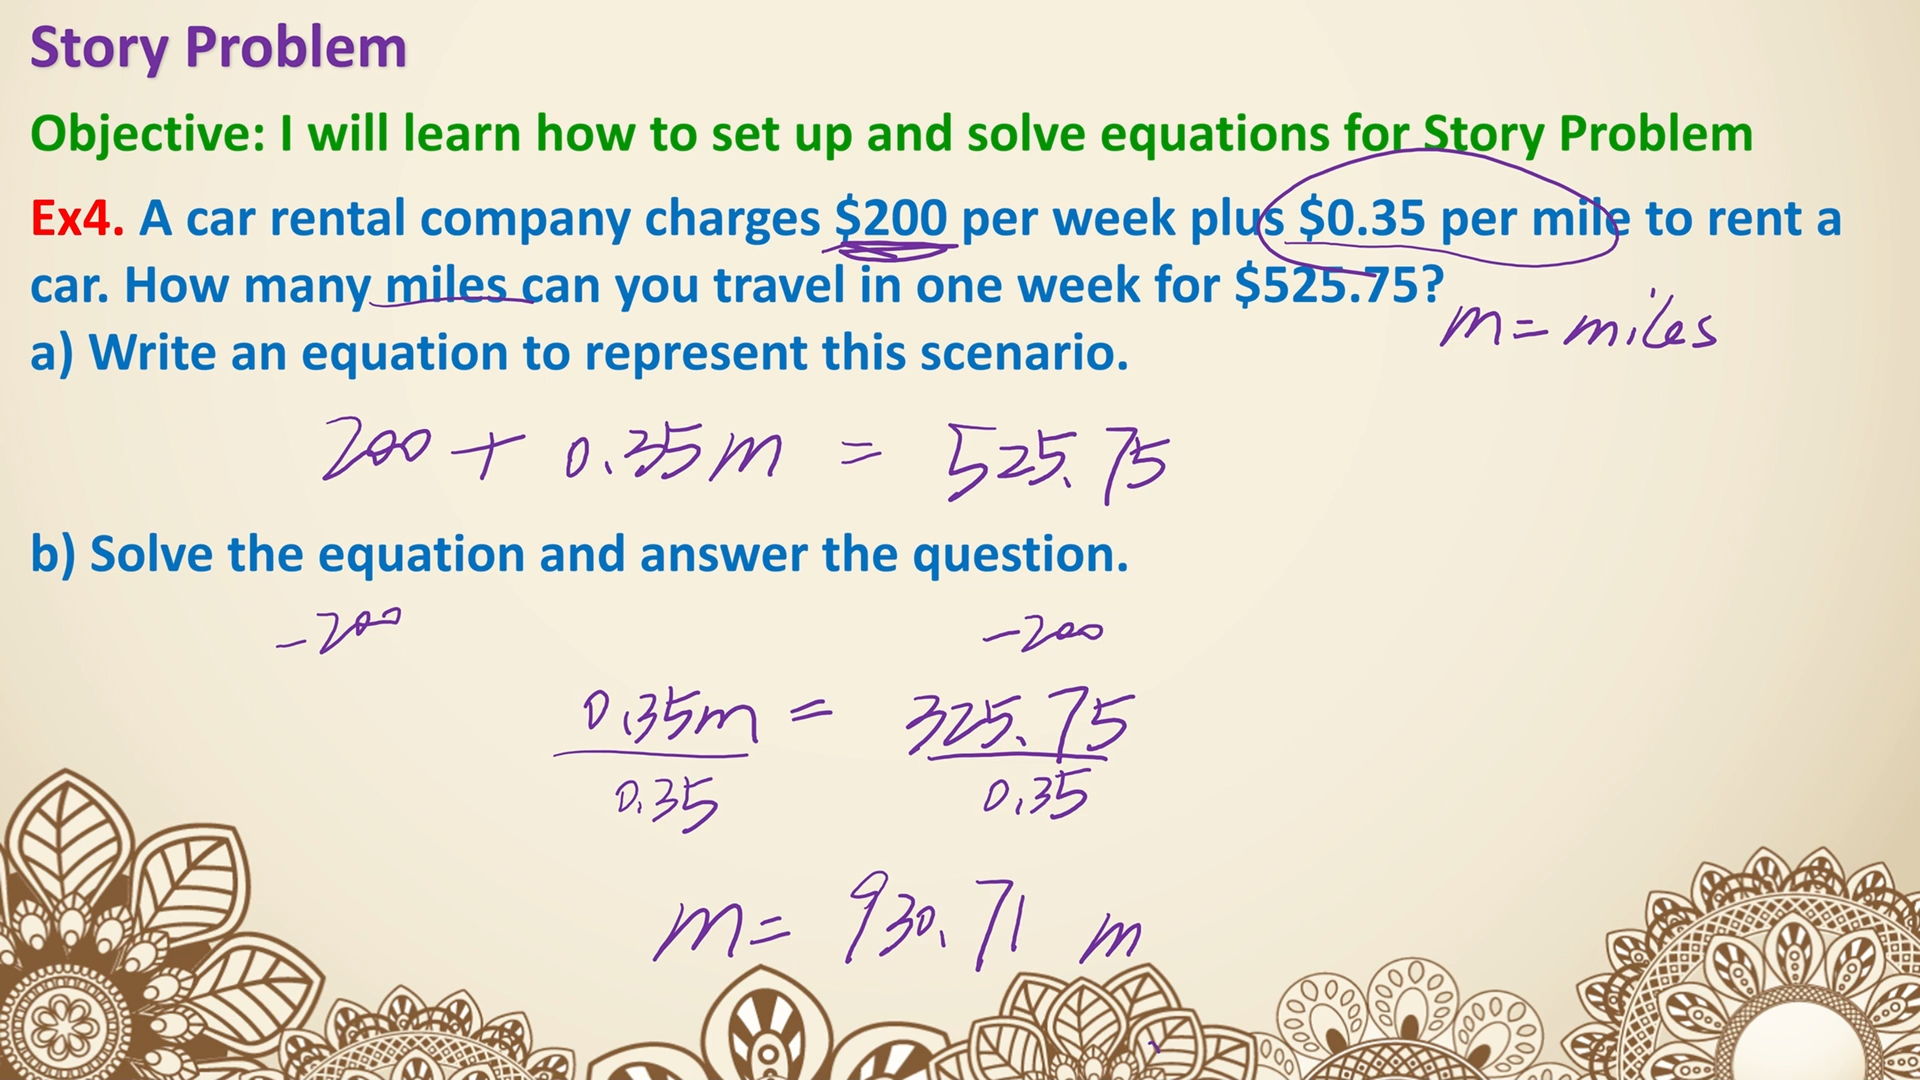 Story Problem
Objective: I will learn how to set up and solve equations for Story Problem
Ex4. A car rental company charges $200 per week plus $0.35 per mile to rent a
car. How many miles can you travel in one week for $525.75?
m = miles
a) Write an equation to represent this scenario.
200 + 0.35m = 525.75
b) Solve the equation and answer the question.
-200 -200
0.35m = 325.75
0.35 0.35
m = 930.71 m